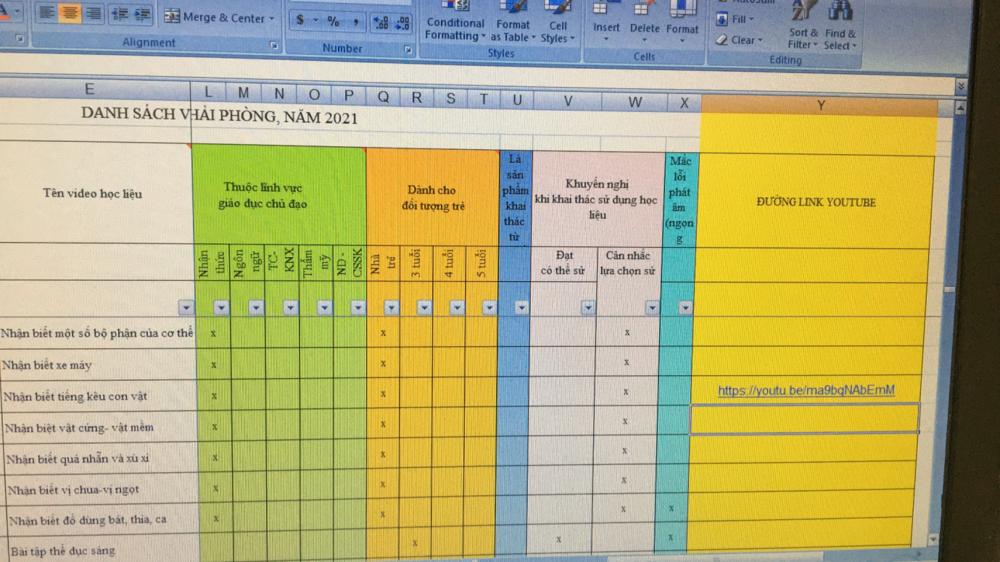 Merge & Center
$ % ,
Conditional Formatting
Format as Table
Cell Styles
Insert
Delete
Format
Fill
Clear
Sort & Filter
Find & Select
Alignment
Number
Styles
Cells
Editing
E L M N O P Q R S T U V W X Y
DANH SÁCH VHẢI PHÒNG, NĂM 2021
Tên video học liệu
Thuộc lĩnh vực
giáo dục chủ đạo
Dành cho
đối tượng trẻ
Là
sản
phẩm
khai
thác
từ
Khuyến nghị
khi khai thác sử dụng học
liệu
Mắc
lỗi
phát
âm
(ngọn
g
ĐƯỜNG LINK YOUTUBE
Nhận
thức
Ngôn
ngữ
TC-
KNX
Thẩm
mỹ
ND -
CSSK
Nhà
trẻ
3 tuổi
4 tuổi
5 tuổi
Đạt
có thể sử
Cân nhắc
lựa chọn sử
Nhận biết một số bộ phận của cơ thể x x x
Nhận biết xe máy x x x
Nhận biết tiếng kêu con vật x x x https://youtu.be/ma9bqNAbEmM
Nhận biệt vật cứng- vật mềm x x x
Nhận biết quả nhẵn và xù xì x x x
Nhận biết vị chua-vị ngọt x x x
Nhận biết đồ dùng bát, thìa, ca x x x x
Bài tập thể dục sáng x x x